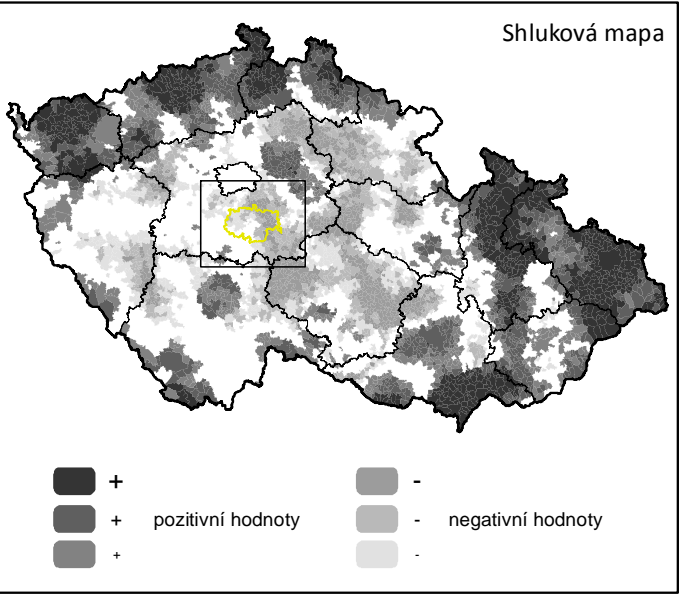 Shluková mapa
+ -
+ pozitivní hodnoty - negativní hodnoty
+ -